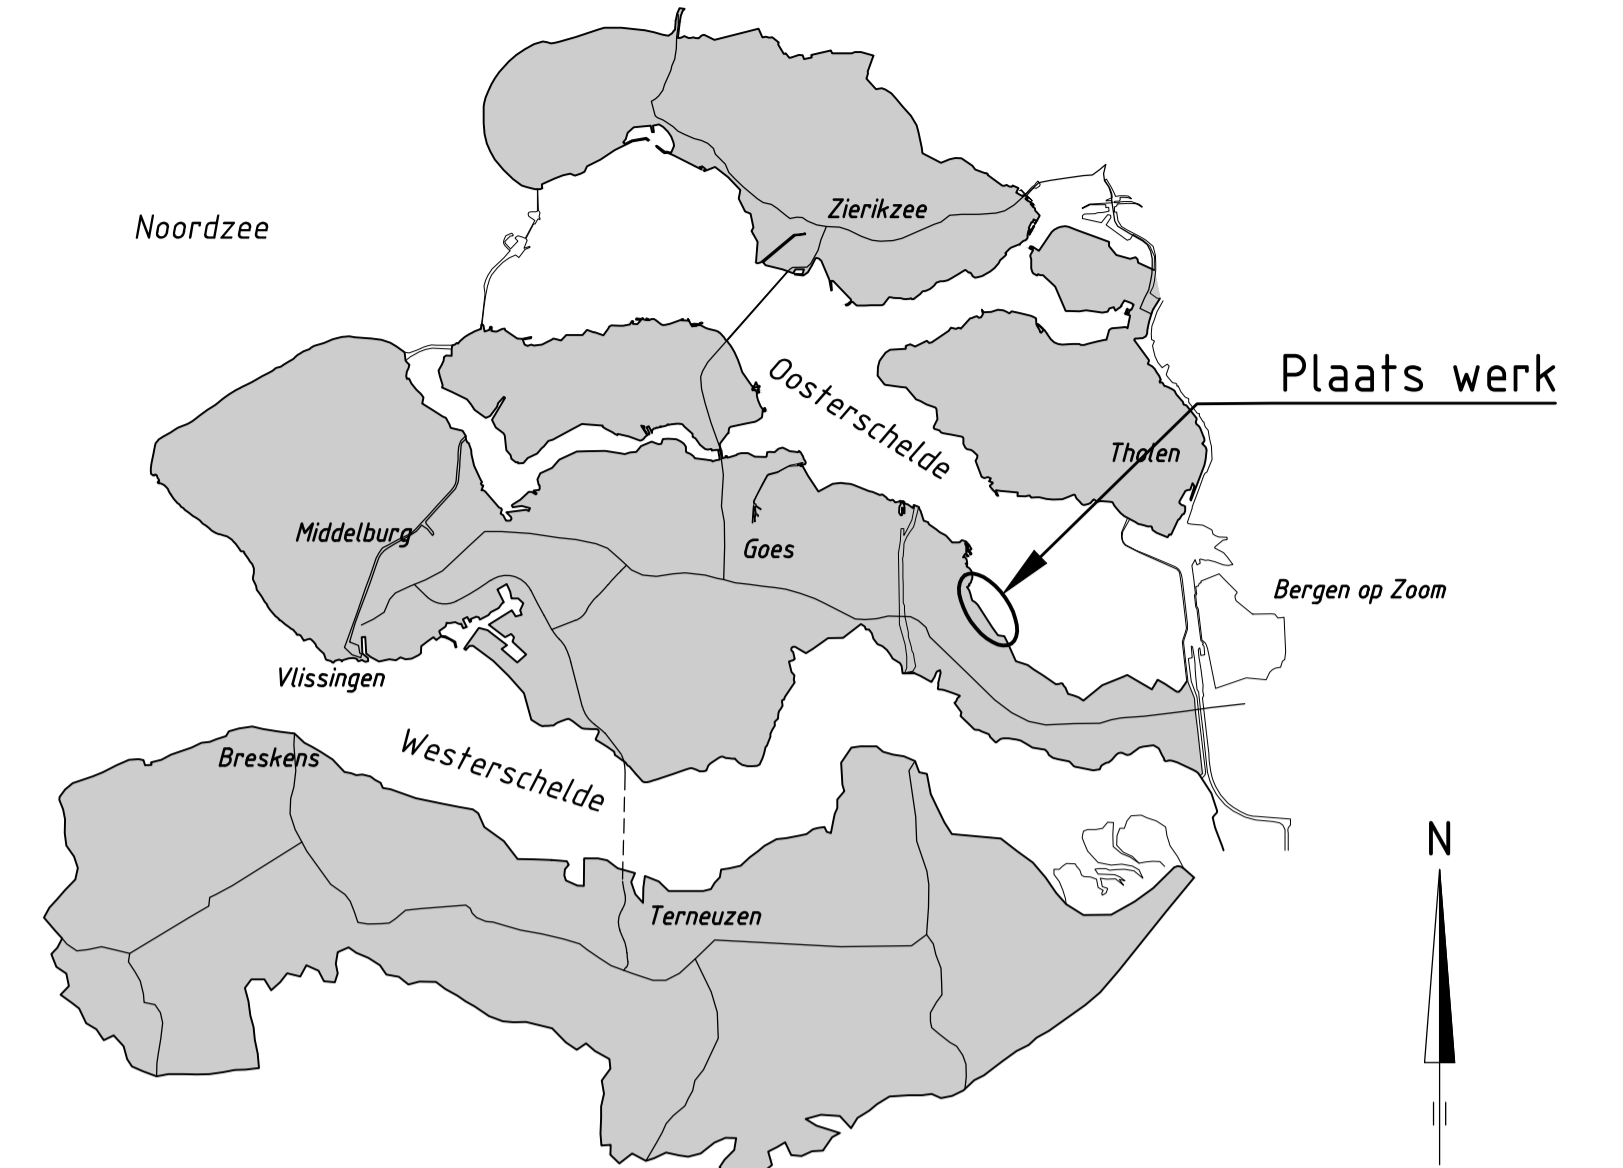 Zierikzee
Noordzee
Oosterschelde
Plaats werk
Tholen
Middelburg
Goes
Bergen op Zoom
Vlissingen
Breskens
Westerschelde
N
Terneuzen